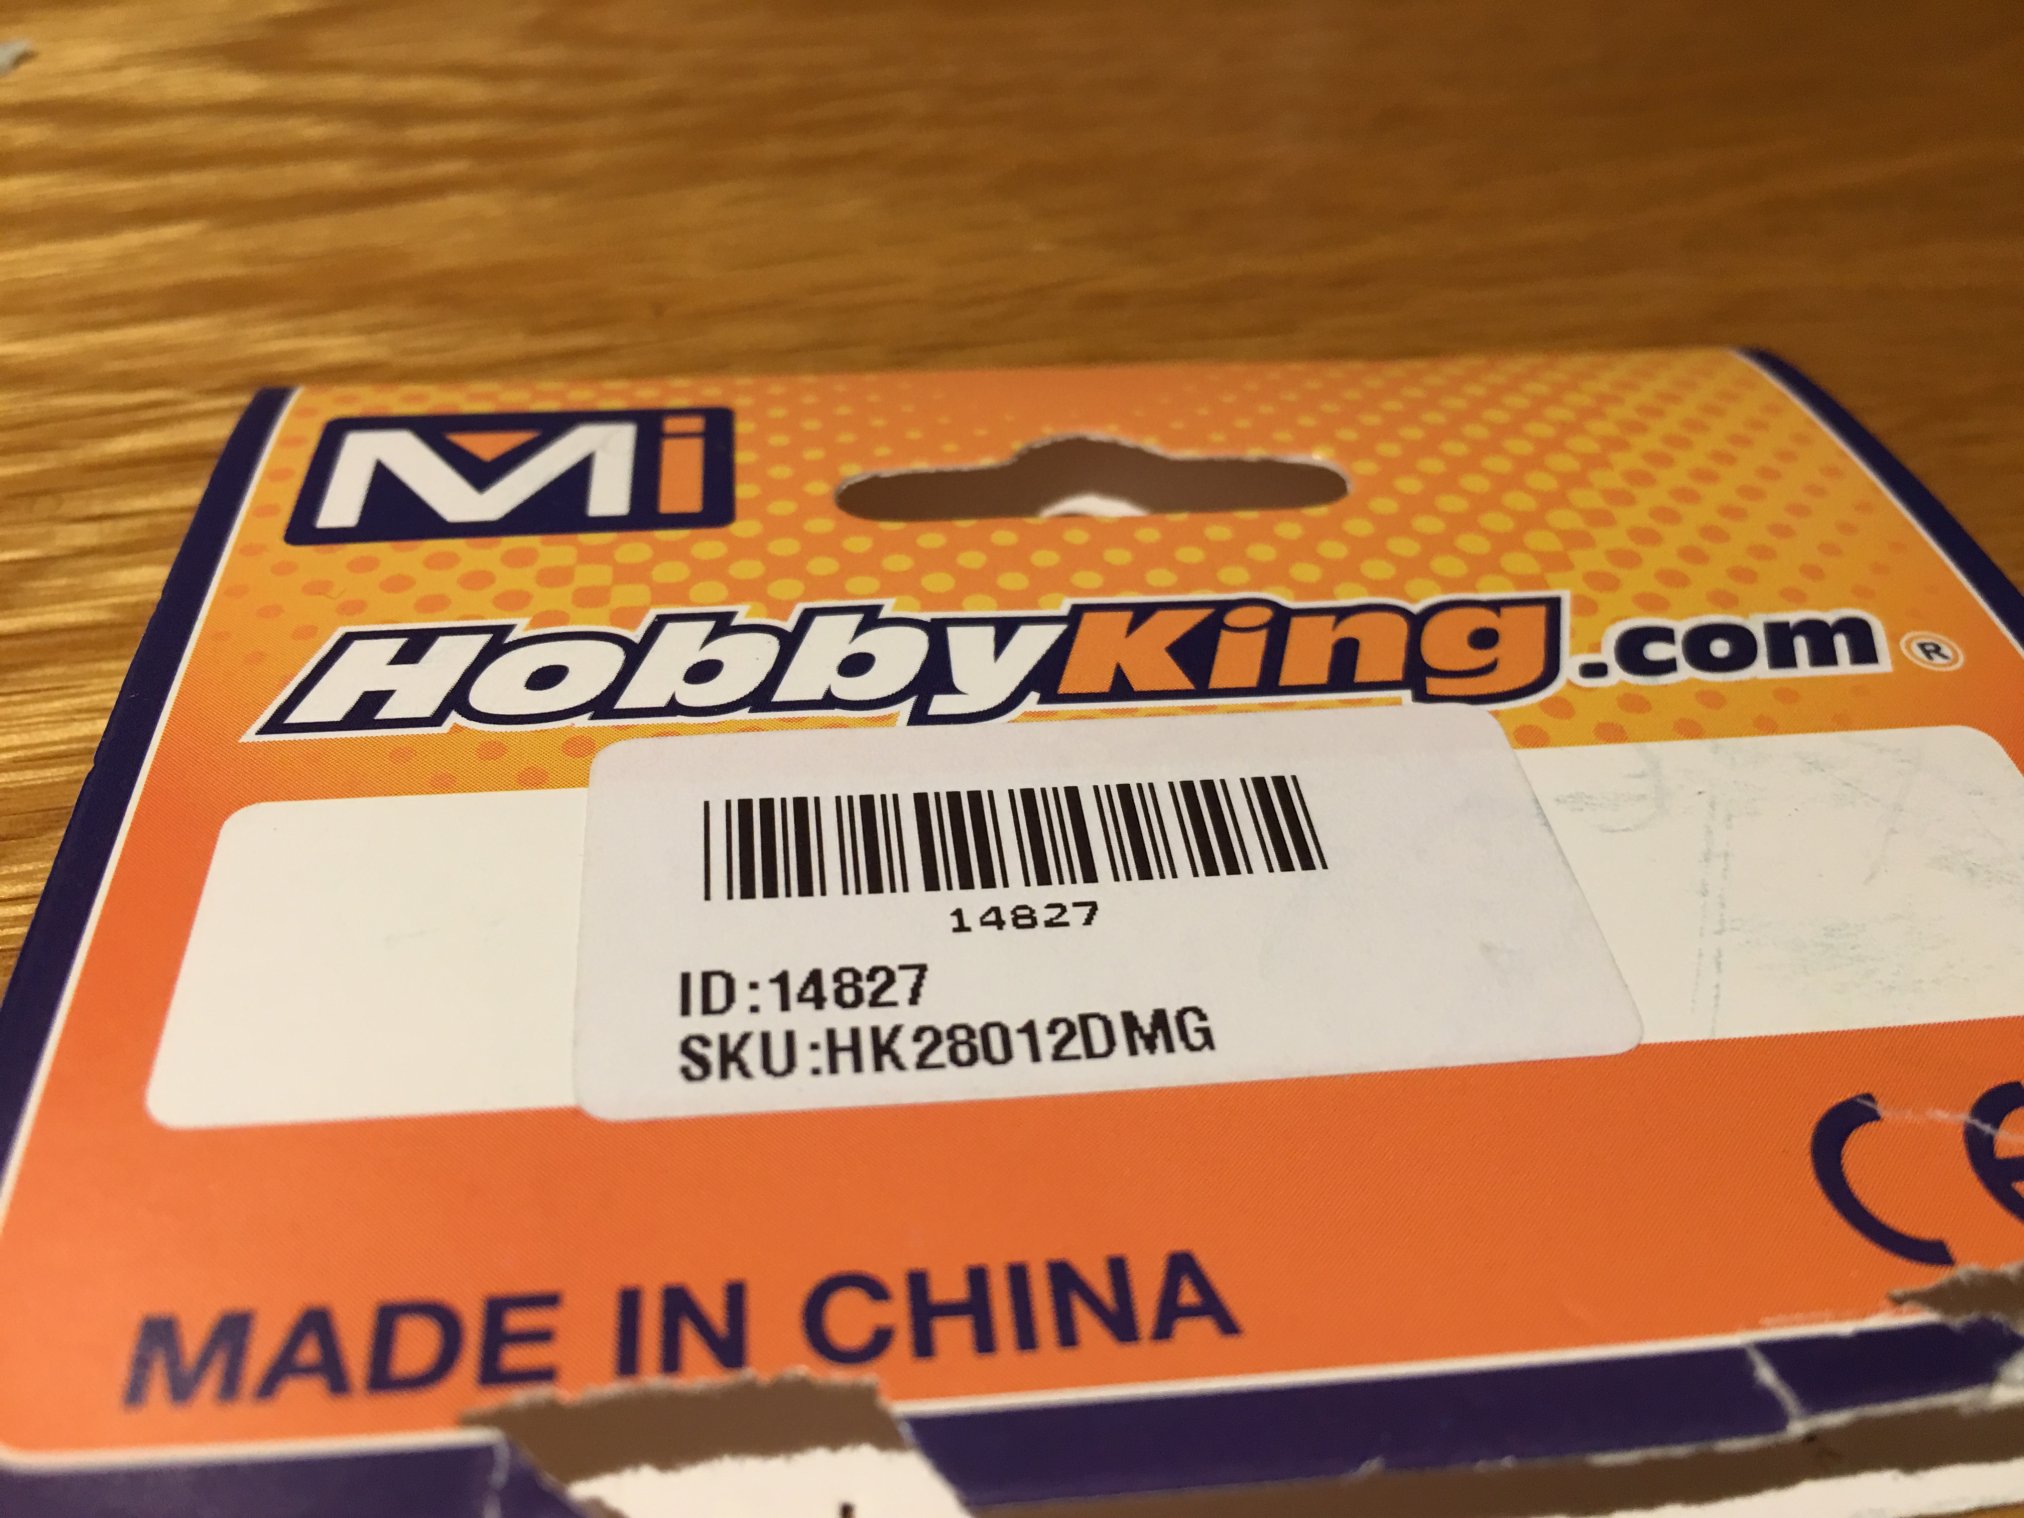 Mi
HobbyKing.com ®
14827
ID:14827
SKU:HK28012DMG
CE
MADE IN CHINA